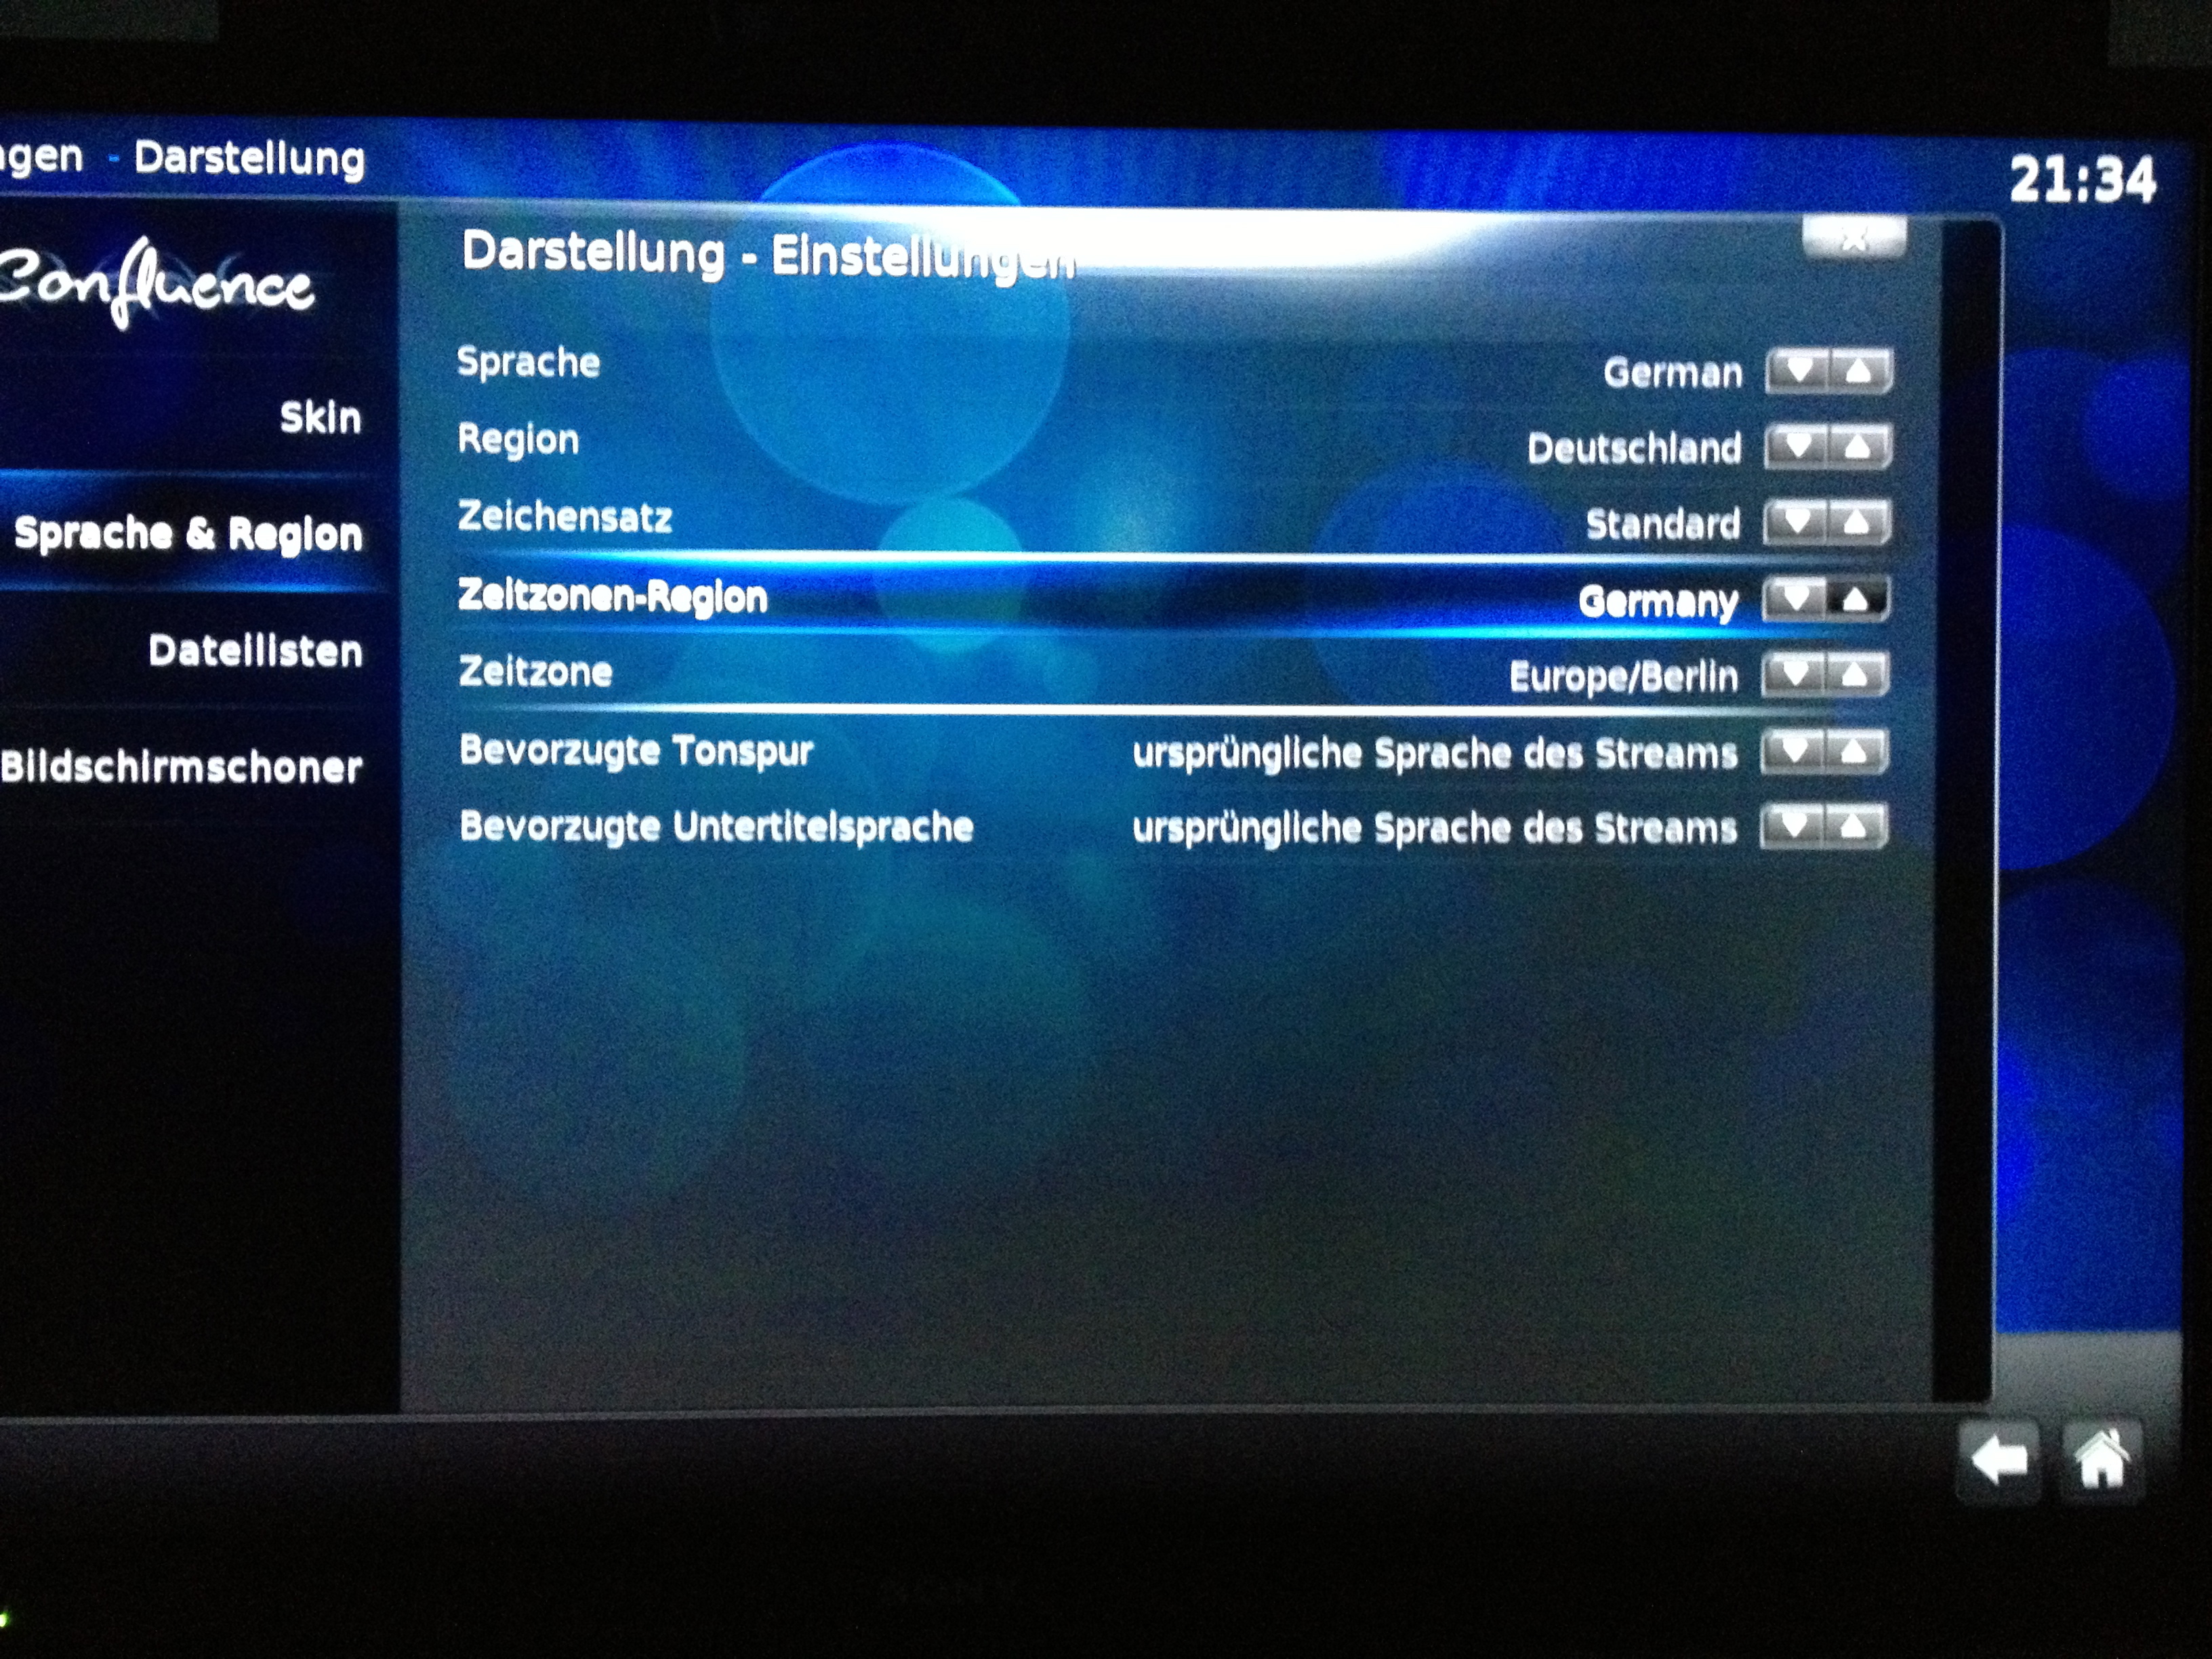 ngen - Darstellung
21:34
Confluence
Darstellung - Einstellungen
Skin
Sprache & Region
Dateilisten
Bildschirmschoner
Sprache German
Region Deutschland
Zeichensatz Standard
Zeitzonen-Region Germany
Zeitzone Europe/Berlin
Bevorzugte Tonspur ursprüngliche Sprache des Streams
Bevorzugte Untertitelsprache ursprüngliche Sprache des Streams